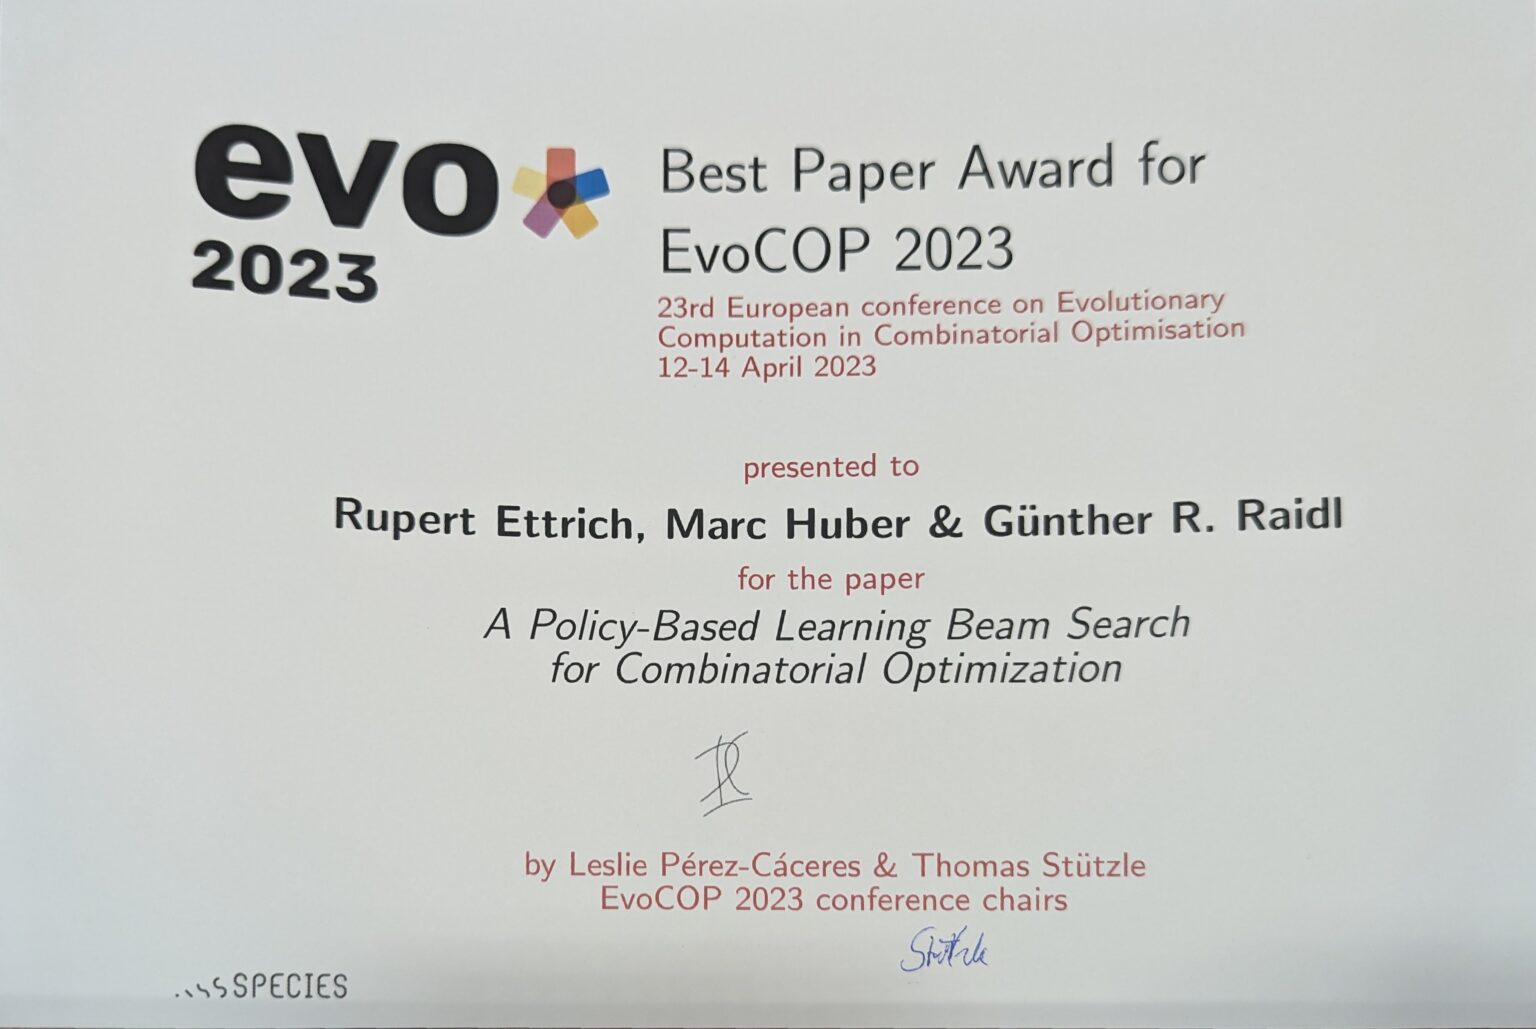 evo*
2023
Best Paper Award for
EvoCOP 2023
23rd European conference on Evolutionary
Computation in Combinatorial Optimisation
12-14 April 2023
presented to
Rupert Ettrich, Marc Huber & Günther R. Raidl
for the paper
A Policy-Based Learning Beam Search
for Combinatorial Optimization
by Leslie Pérez-Cáceres & Thomas Stützle
EvoCOP 2023 conference chairs
Stützle
SPECIES